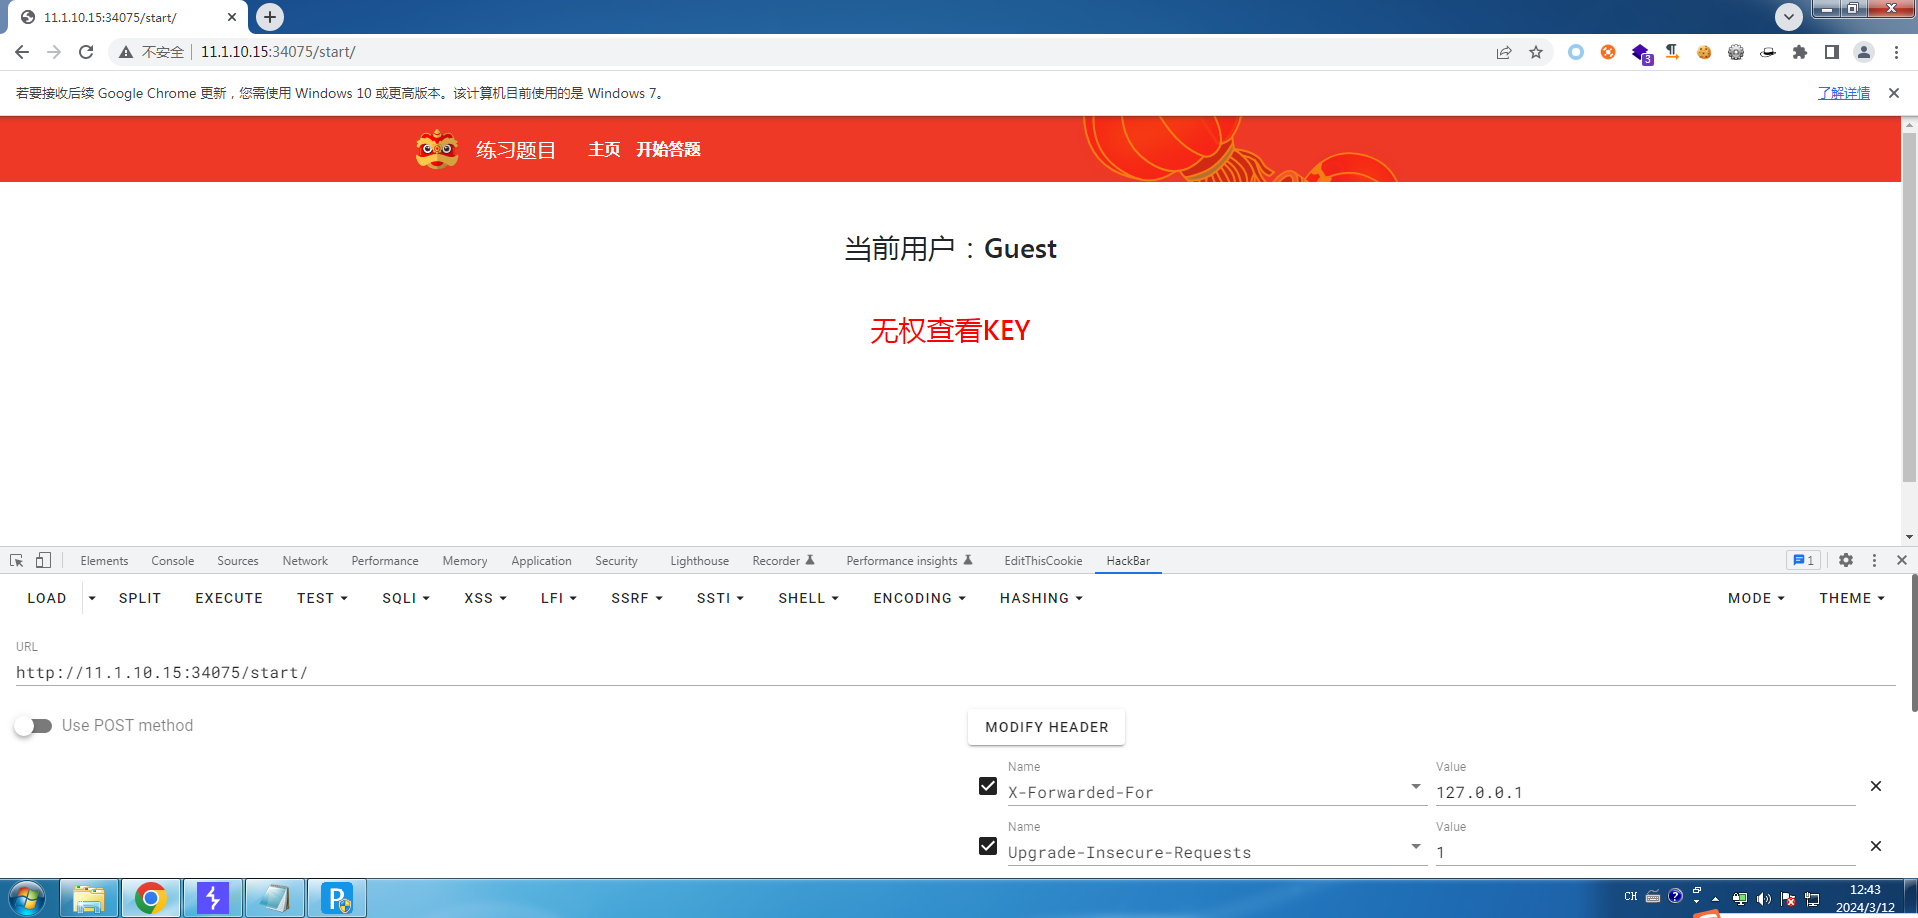 11.1.10.15:34075/start/
不安全 11.1.10.15:34075/start/
3
若要接收后续 Google Chrome 更新，您需使用 Windows 10 或更高版本。该计算机目前使用的是 Windows 7。 了解详情
练习题目 主页 开始答题
当前用户：Guest
无权查看KEY
Elements Console Sources Network Performance Memory Application Security Lighthouse Recorder Performance insights EditThisCookie HackBar 1
LOAD SPLIT EXECUTE TEST SQLI XSS LFI SSRF SSTI SHELL ENCODING HASHING MODE THEME
URL
http://11.1.10.15:34075/start/
Use POST method MODIFY HEADER
Name Value
X-Forwarded-For 127.0.0.1
Name Value
Upgrade-Insecure-Requests 1
CH 12:43
2024/3/12